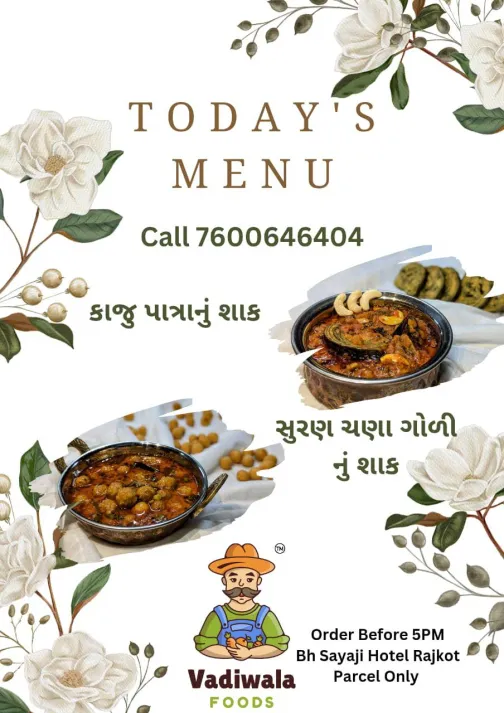 TODAY'S
MENU
Call 7600646404
કાજુ પાત્રાનું શાક
સુરણ ચણા ગોળી
નું શાક
TM
Vadiwala
FOODS
Order Before 5PM
Bh Sayaji Hotel Rajkot
Parcel Only